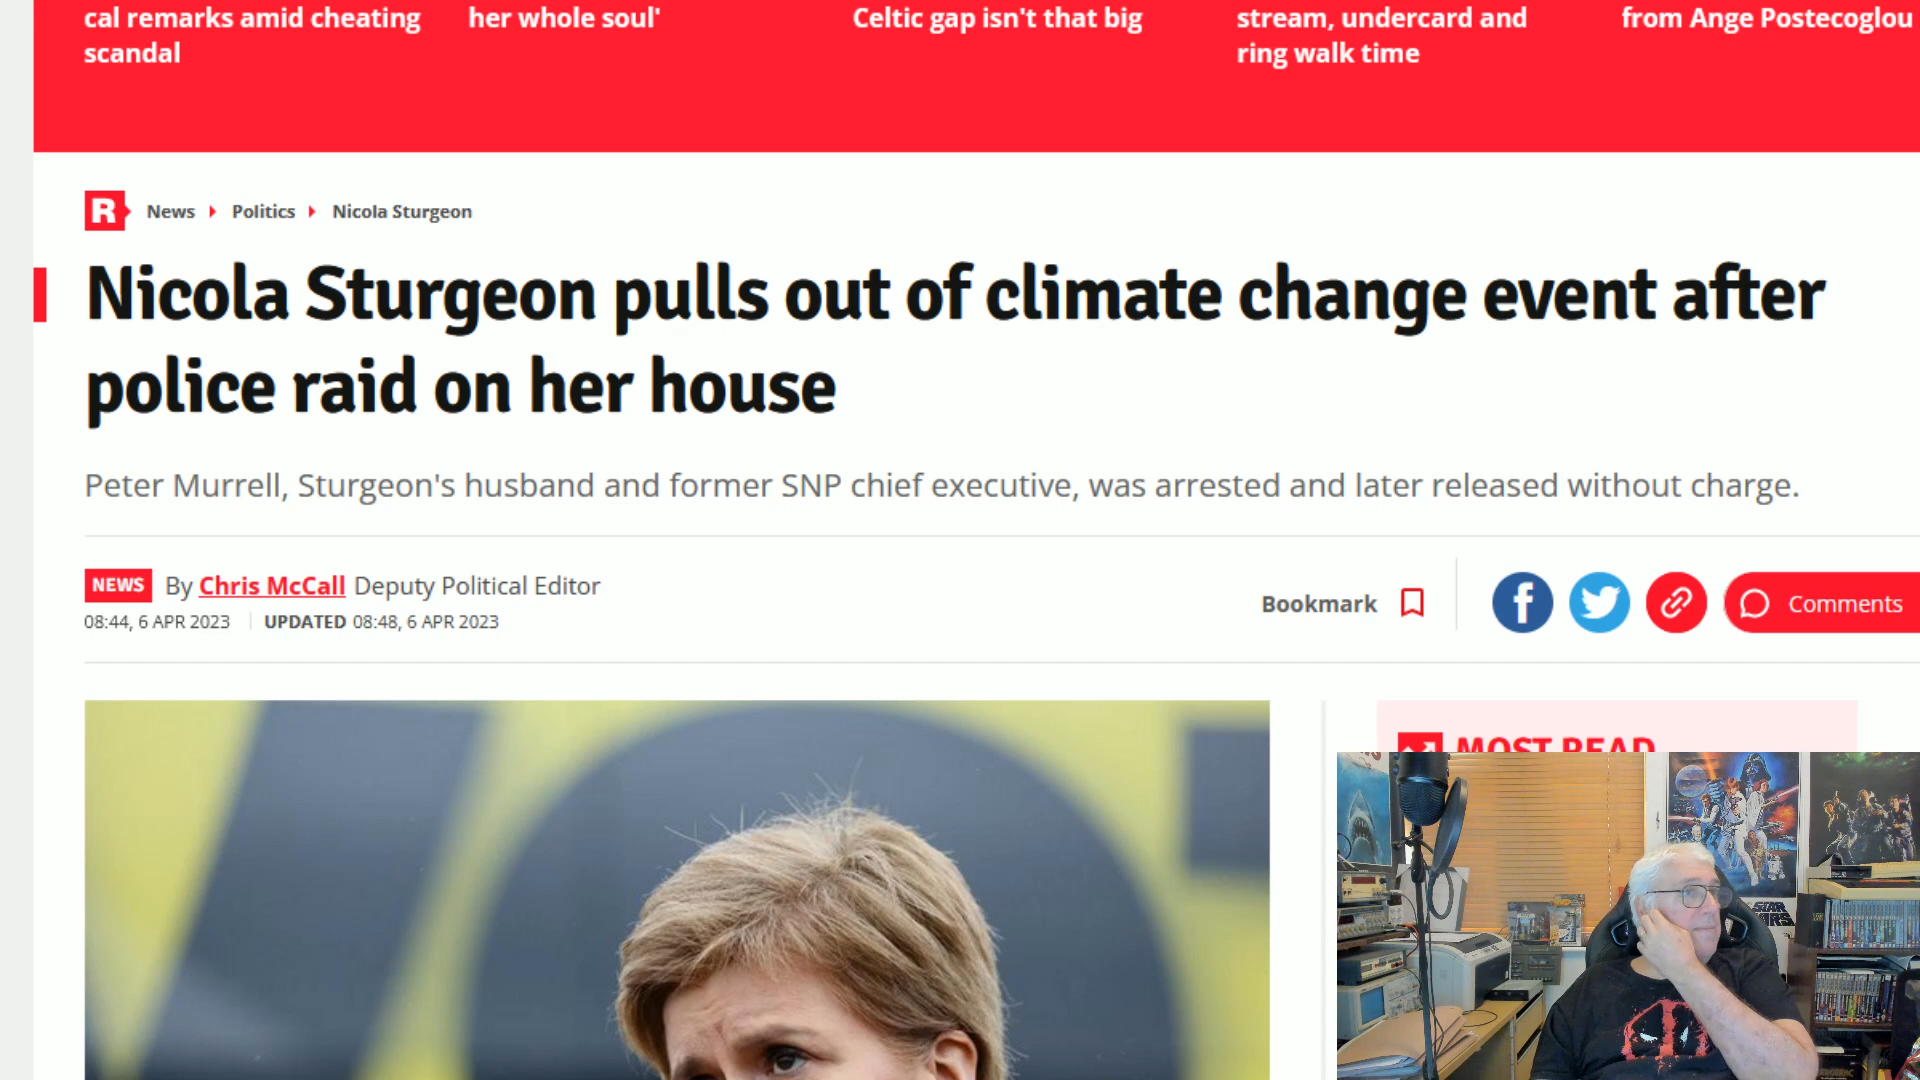 cal remarks amid cheating
scandal
her whole soul'
Celtic gap isn't that big
stream, undercard and
ring walk time
from Ange Postecoglou
R News Politics Nicola Sturgeon
Nicola Sturgeon pulls out of climate change event after
police raid on her house
Peter Murrell, Sturgeon's husband and former SNP chief executive, was arrested and later released without charge.
NEWS By Chris McCall Deputy Political Editor
08:44, 6 APR 2023 UPDATED 08:48, 6 APR 2023
Bookmark
Comments
MOST READ
STAR
WARS